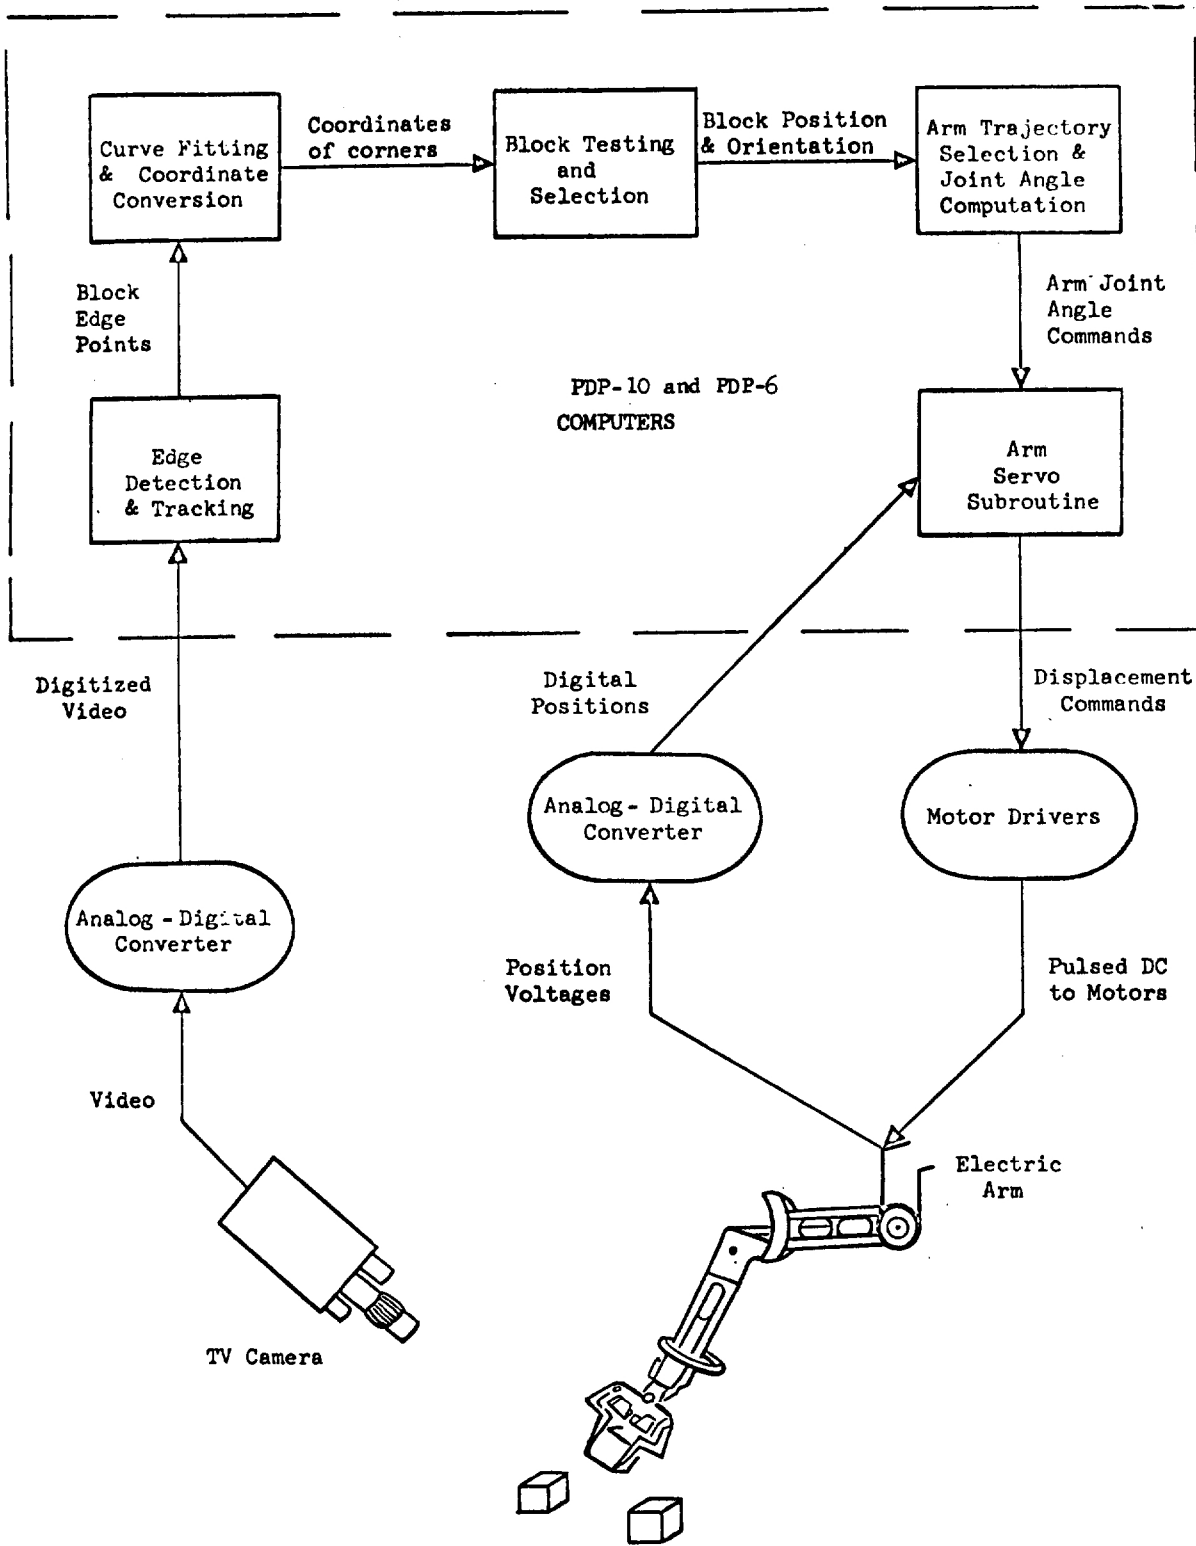 Curve Fitting
& Coordinate
Conversion
Coordinates
of corners
Block Testing
and
Selection
Block Position
& Orientation
Arm Trajectory
Selection &
Joint Angle
Computation
Block
Edge
Points
Arm Joint
Angle
Commands
PDP-10 and PDP-6
COMPUTERS
Edge
Detection
& Tracking
Arm
Servo
Subroutine
Digitized
Video
Digital
Positions
Displacement
Commands
Analog - Digital
Converter
Motor Drivers
Analog - Digital
Converter
Position
Voltages
Pulsed DC
to Motors
Video
Electric
Arm
TV Camera